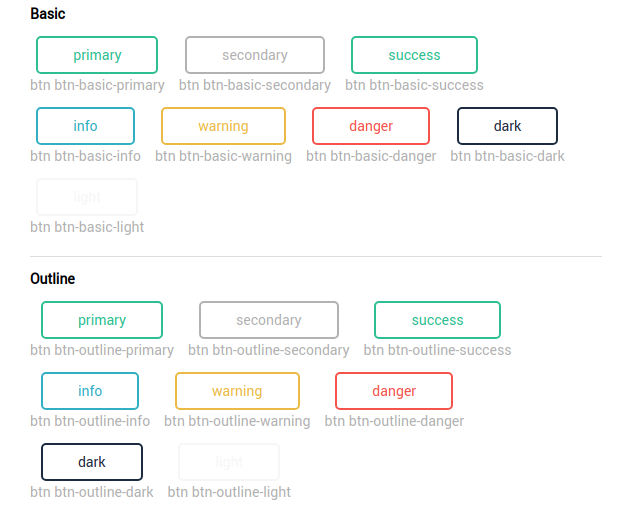 Basic
primary secondary success
btn btn-basic-primary btn btn-basic-secondary btn btn-basic-success
info warning danger dark
btn btn-basic-info btn btn-basic-warning btn btn-basic-danger btn btn-basic-dark
light
btn btn-basic-light
Outline
primary secondary success
btn btn-outline-primary btn btn-outline-secondary btn btn-outline-success
info warning danger
btn btn-outline-info btn btn-outline-warning btn btn-outline-danger
dark light
btn btn-outline-dark btn btn-outline-light